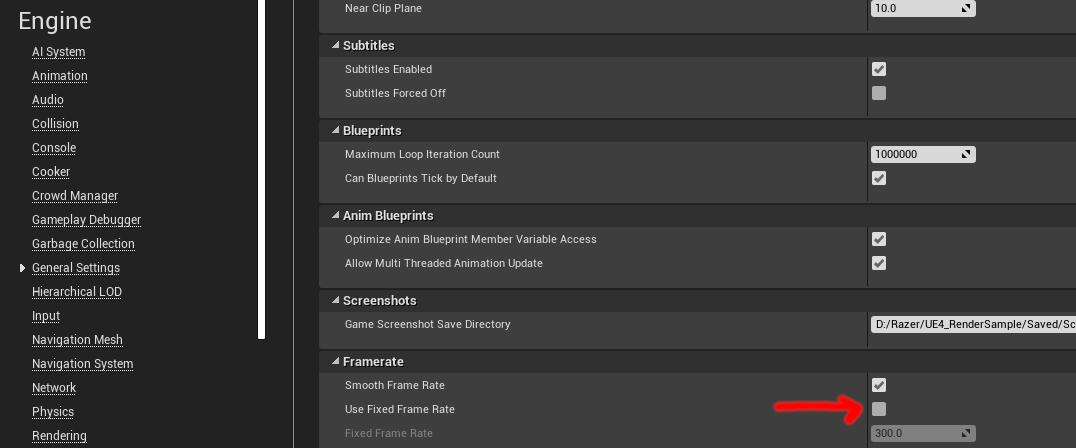 Engine
AI System
Animation
Audio
Collision
Console
Cooker
Crowd Manager
Gameplay Debugger
Garbage Collection
General Settings
Hierarchical LOD
Input
Navigation Mesh
Navigation System
Network
Physics
Rendering
Near Clip Plane 10.0
Subtitles
Subtitles Enabled
Subtitles Forced Off
Blueprints
Maximum Loop Iteration Count 1000000
Can Blueprints Tick by Default
Anim Blueprints
Optimize Anim Blueprint Member Variable Access
Allow Multi Threaded Animation Update
Screenshots
Game Screenshot Save Directory D:/Razer/UE4_RenderSample/Saved/Sc
Framerate
Smooth Frame Rate
Use Fixed Frame Rate
Fixed Frame Rate 300.0